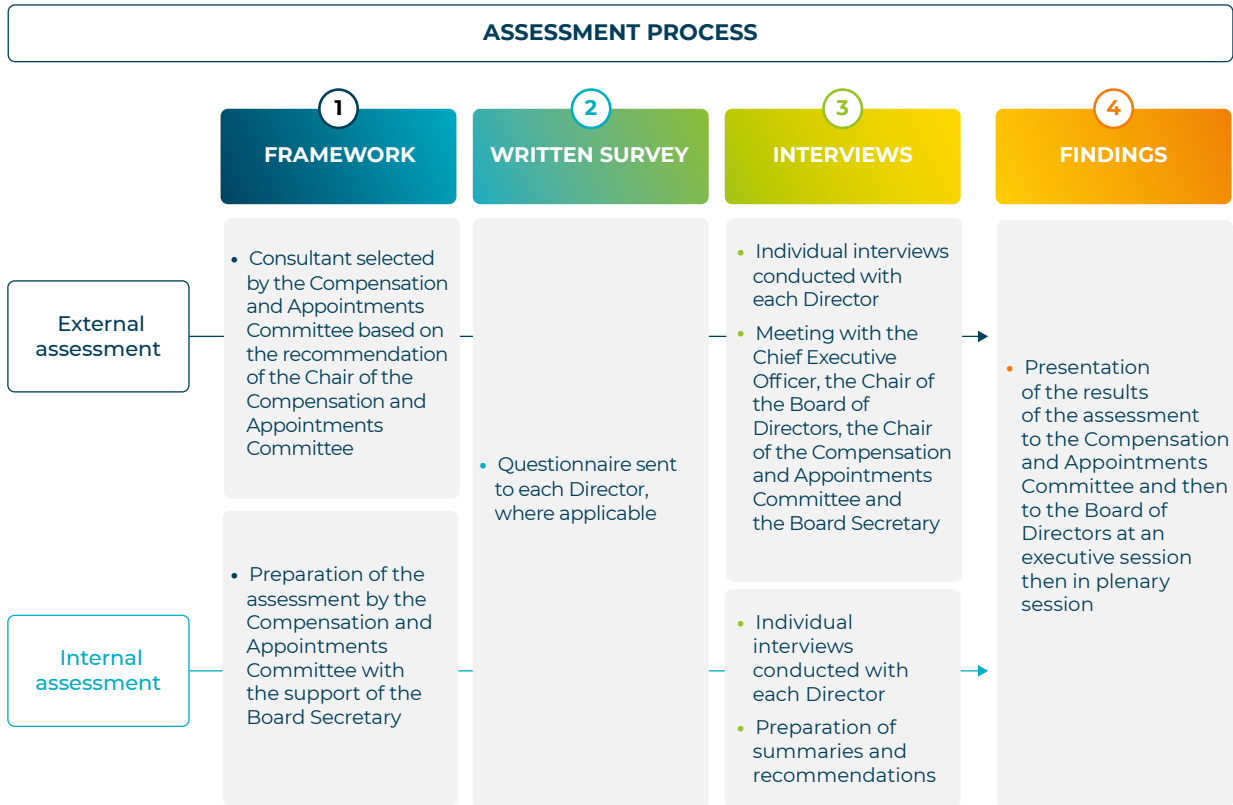 ASSESSMENT PROCESS
1
FRAMEWORK
2
WRITTEN SURVEY
3
INTERVIEWS
4
FINDINGS
External
assessment
• Consultant selected
by the Compensation
and Appointments
Committee based on
the recommendation
of the Chair of the
Compensation and
Appointments
Committee
• Questionnaire sent
to each Director,
where applicable
• Individual interviews
conducted with
each Director
• Meeting with the
Chief Executive
Officer, the Chair of
the Board of
Directors, the Chair
of the Compensation
and Appointments
Committee and
the Board Secretary
• Presentation
of the results
of the assessment
to the Compensation
and Appointments
Committee and then
to the Board of
Directors at an
executive session
then in plenary
session
Internal
assessment
• Preparation of the
assessment by the
Compensation and
Appointments
Committee with
the support of the
Board Secretary
• Individual
interviews
conducted with
each Director
• Preparation of
summaries and
recommendations